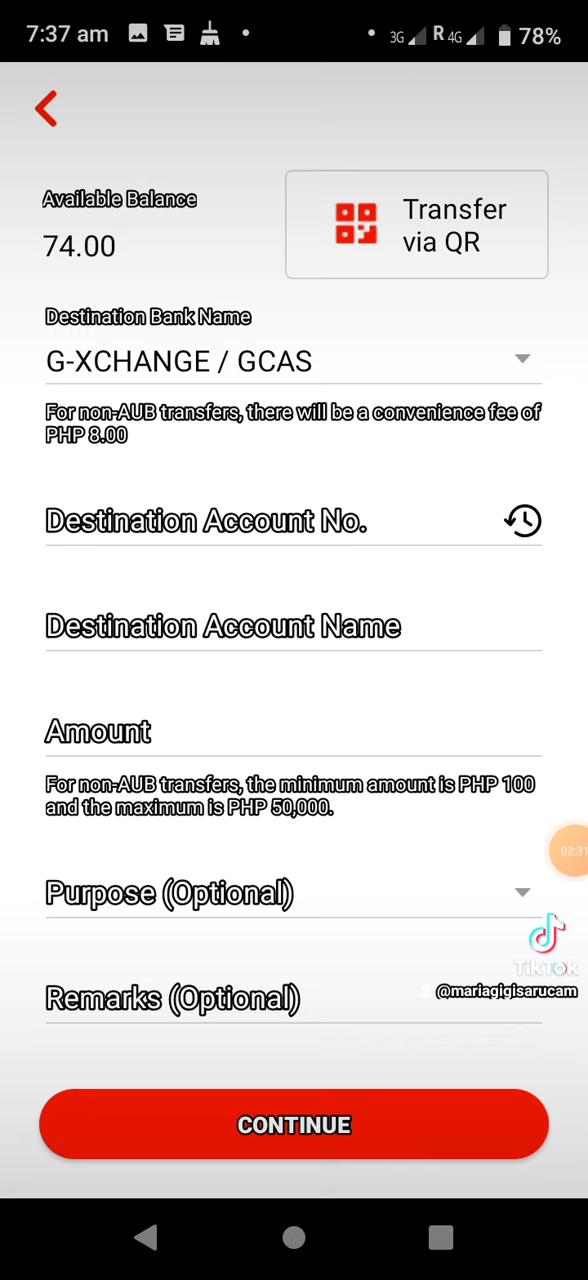 7:37 am
3G R 4G 78%
Available Balance
74.00
Transfer
via QR
Destination Bank Name
G-XCHANGE / GCAS
For non-AUB transfers, there will be a convenience fee of
PHP 8.00
Destination Account No.
Destination Account Name
Amount
For non-AUB transfers, the minimum amount is PHP 100
and the maximum is PHP 50,000.
02:31
Purpose (Optional)
TikTok
@mariagigisarucam
Remarks (Optional)
CONTINUE